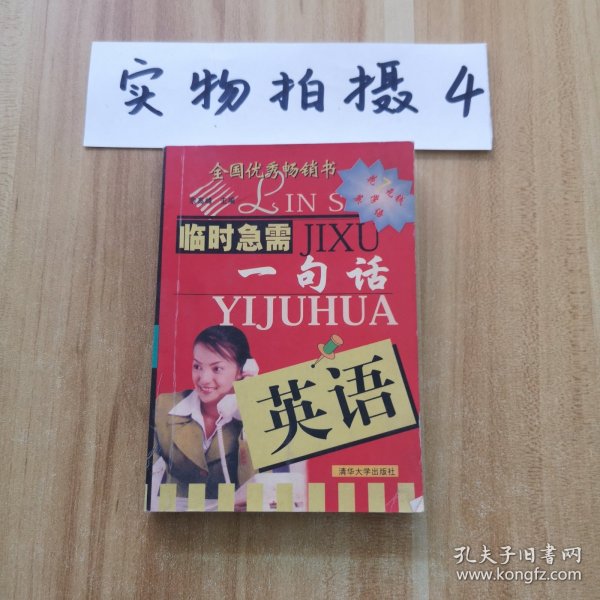 实物拍摄4
全国优秀畅销书
主编
LIN S
临时急需 JIXU
一句话
YIJUHUA
英语
清华大学出版社
孔夫子旧书网
www.kongfz.com